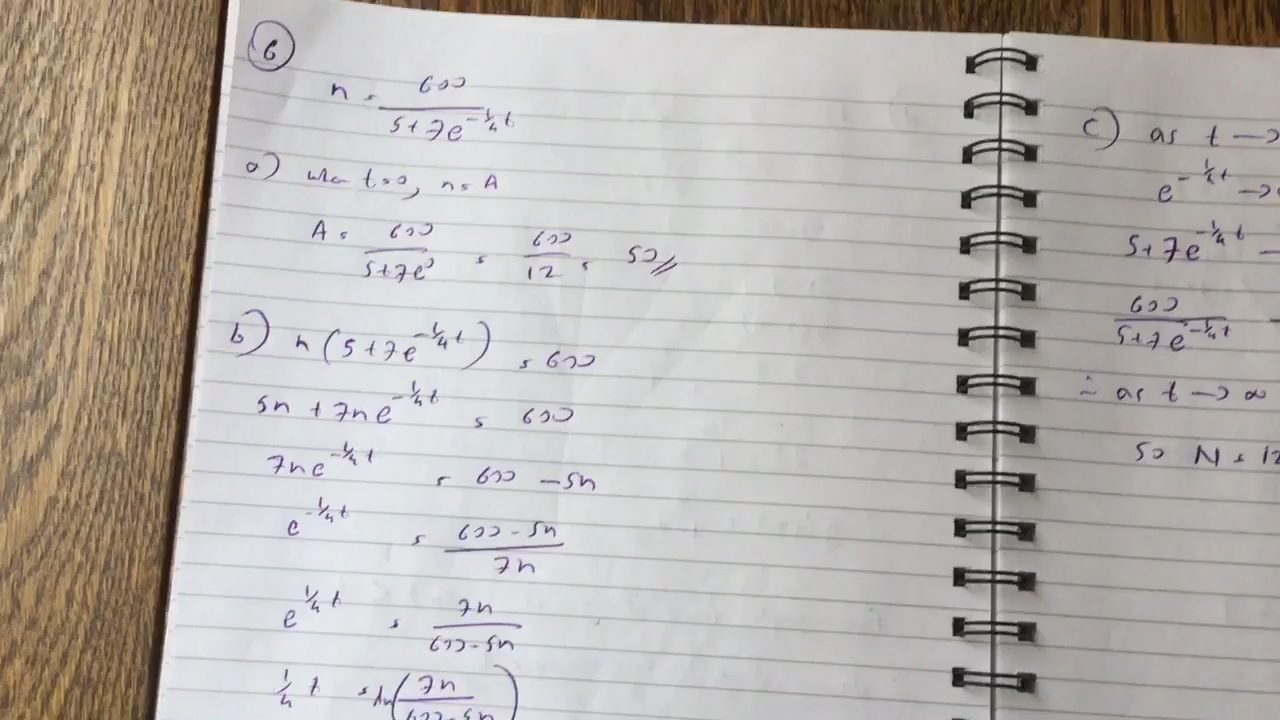 6
n = 600 / 5+7e^{-1/4 t}
a) when t=0, n=A
A = 600 / 5+7e^0 = 600 / 12 = 50
b) n(5+7e^{-1/4 t}) = 600
5n + 7ne^{-1/4 t} = 600
7ne^{-1/4 t} = 600 - 5n
e^{-1/4 t} = 600 - 5n / 7n
e^{1/4 t} = 7n / 600 - 5n
1/4 t = ln(7n / 600-5n)
c) as t →
e^{-1/4 t} →
5+7e^{-1/4 t}
600 / 5+7e^{-1/4 t}
∴ as t → ∞
so N = 12